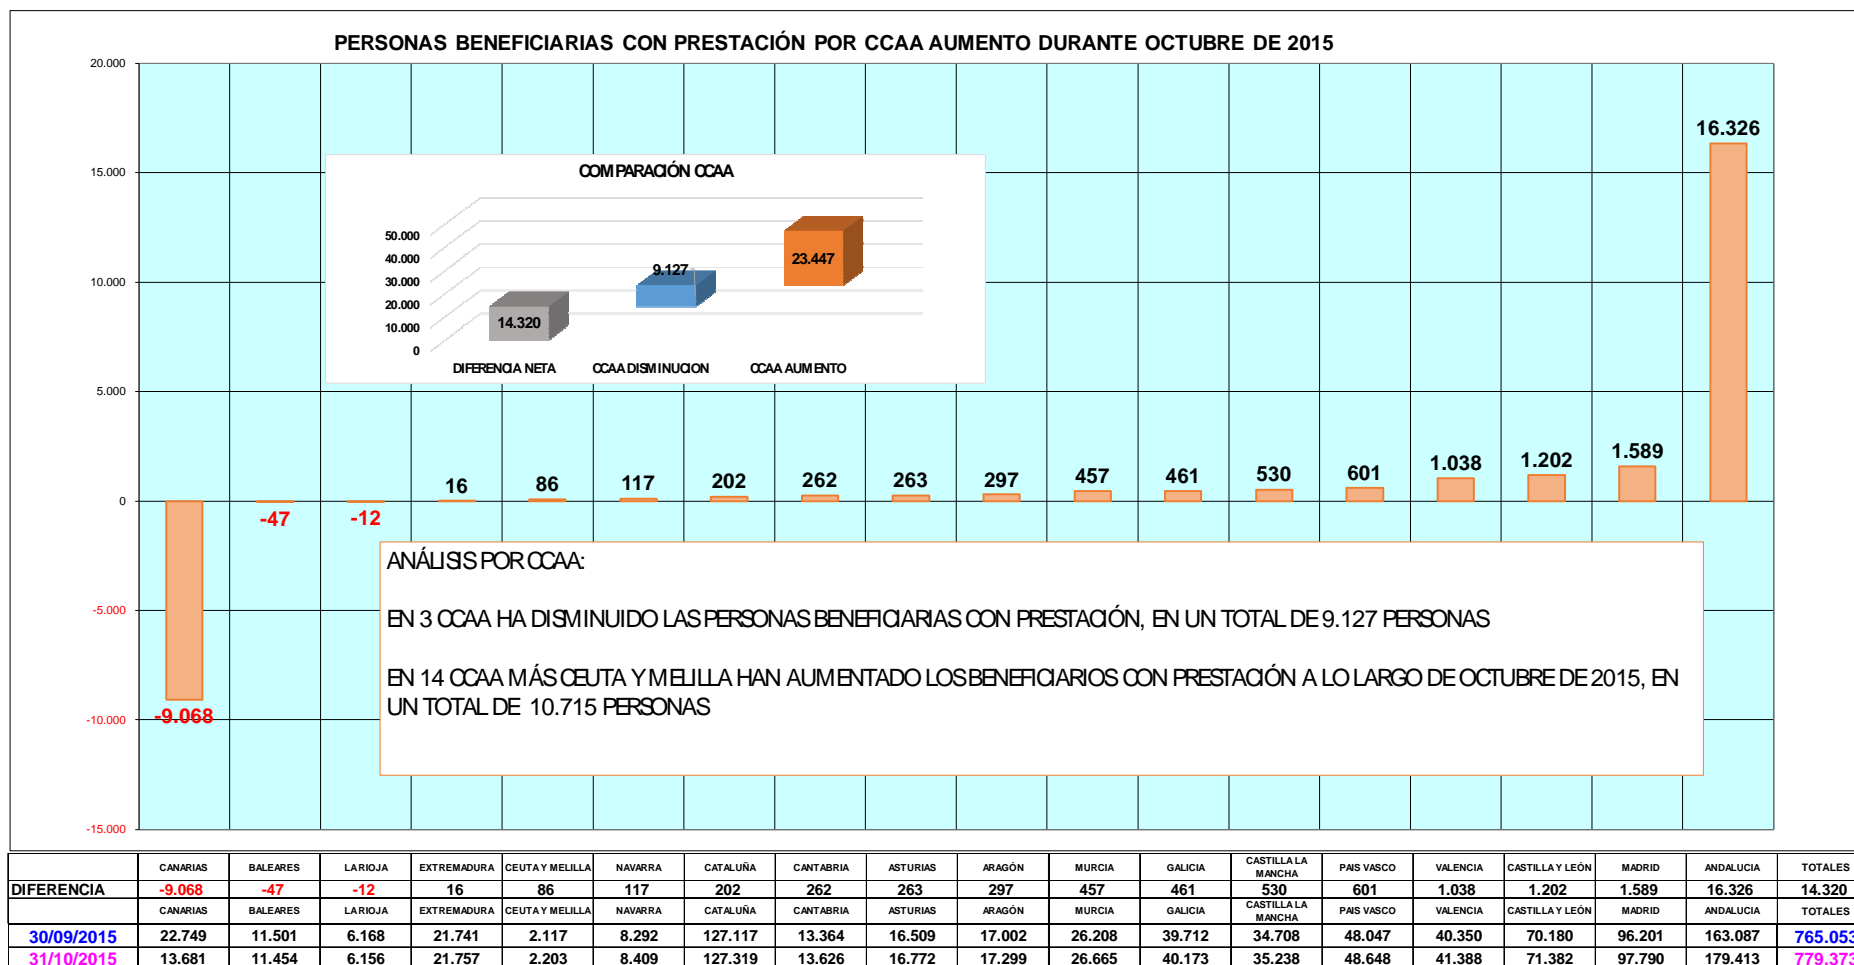 PERSONAS BENEFICIARIAS CON PRESTACIÓN POR CCAA AUMENTO DURANTE OCTUBRE DE 2015
20.000
15.000
10.000
5.000
0
-5.000
-10.000
-15.000
COMPARACIÓN CCAA
50.000
40.000
30.000
20.000
10.000
0
14.320
9.127
23.447
DIFERENCIA NETA CCAA DISMINUCION CCAA AUMENTO
-9.068 -47 -12 16 86 117 202 262 263 297 457 461 530 601 1.038 1.202 1.589 16.326
ANÁLISIS POR CCAA:
EN 3 CCAA HA DISMINUIDO LAS PERSONAS BENEFICIARIAS CON PRESTACIÓN, EN UN TOTAL DE 9.127 PERSONAS
EN 14 CCAA MÁS CEUTA Y MELILLA HAN AUMENTADO LOS BENEFICIARIOS CON PRESTACIÓN A LO LARGO DE OCTUBRE DE 2015, EN
UN TOTAL DE 10.715 PERSONAS
CANARIAS BALEARES LA RIOJA EXTREMADURA CEUTA Y MELILLA NAVARRA CATALUÑA CANTABRIA ASTURIAS ARAGÓN MURCIA GALICIA CASTILLA LA MANCHA PAIS VASCO VALENCIA CASTILLA Y LEÓN MADRID ANDALUCIA TOTALES
DIFERENCIA -9.068 -47 -12 16 86 117 202 262 263 297 457 461 530 601 1.038 1.202 1.589 16.326 14.320
CANARIAS BALEARES LA RIOJA EXTREMADURA CEUTA Y MELILLA NAVARRA CATALUÑA CANTABRIA ASTURIAS ARAGÓN MURCIA GALICIA CASTILLA LA MANCHA PAIS VASCO VALENCIA CASTILLA Y LEÓN MADRID ANDALUCIA TOTALES
30/09/2015 22.749 11.501 6.168 21.741 2.117 8.292 127.117 13.364 16.509 17.002 26.208 39.712 34.708 48.047 40.350 70.180 96.201 163.087 765.053
31/10/2015 13.681 11.454 6.156 21.757 2.203 8.409 127.319 13.626 16.772 17.299 26.665 40.173 35.238 48.648 41.388 71.382 97.790 179.413 779.373